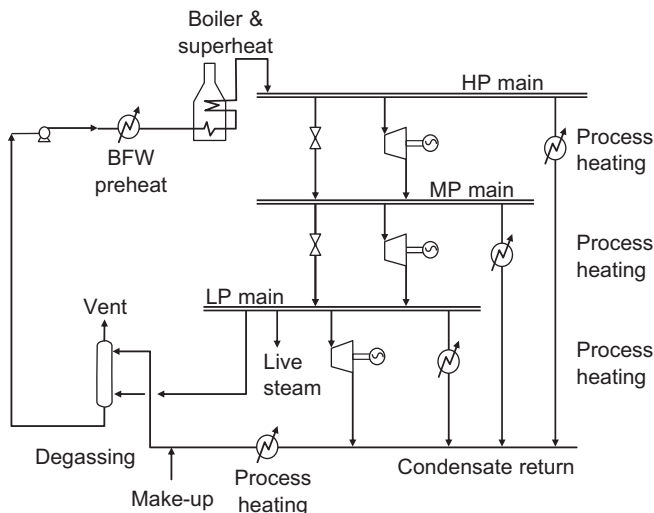 Boiler &
superheat
HP main
BFW
preheat
Process
heating
MP main
Process
heating
LP main
Vent
Live
steam
Process
heating
Degassing
Condensate return
Make-up
Process
heating